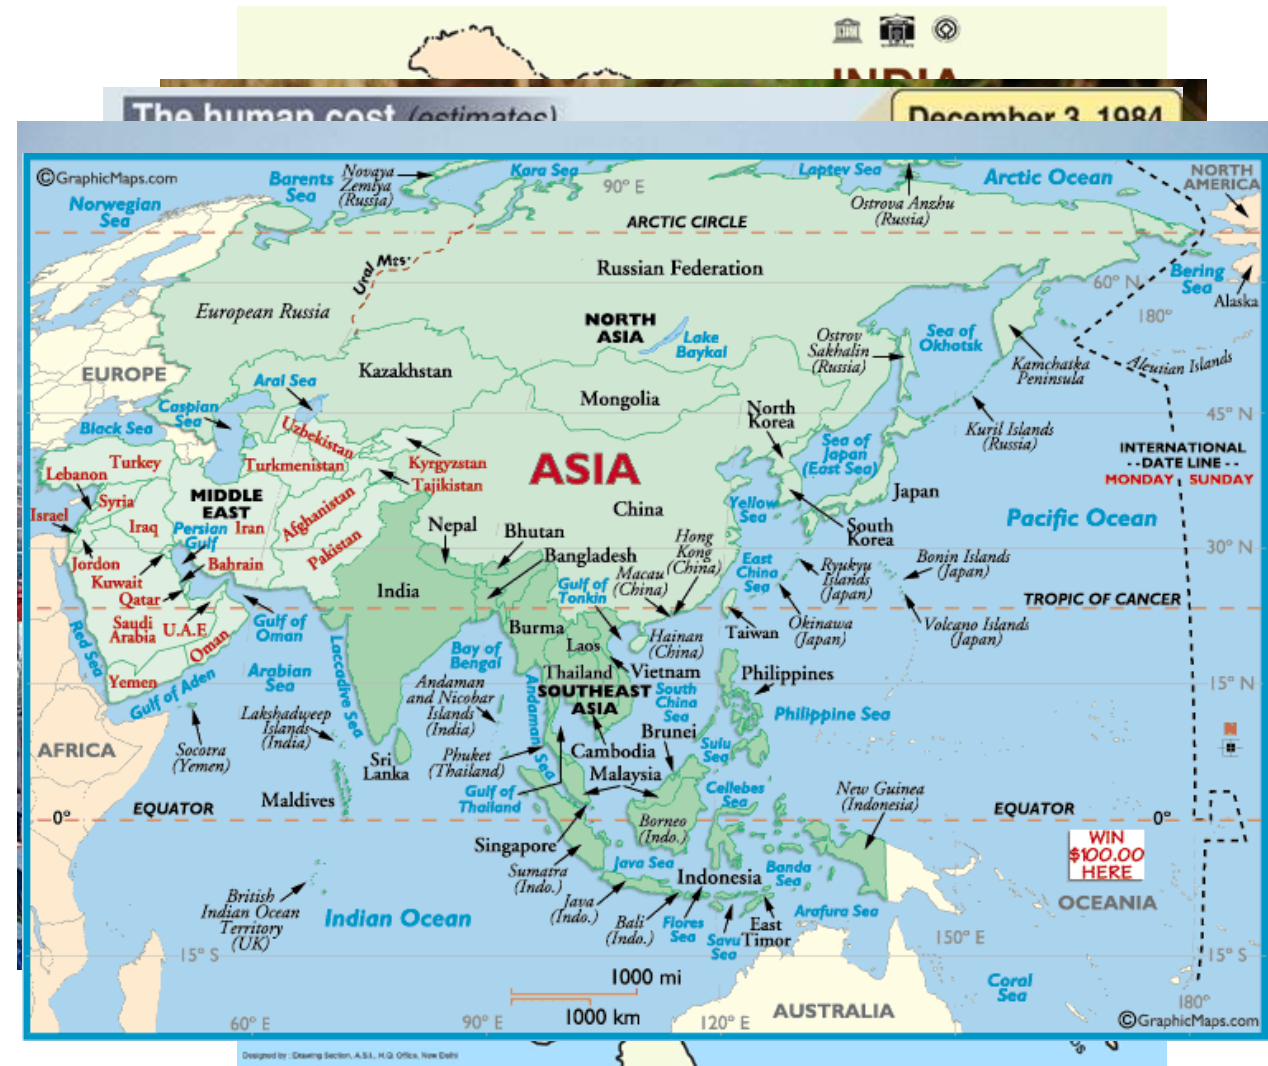 INDIA
The human cost (estimates)
December 3, 1984
©GraphicMaps.com
Norwegian
Sea
Barents
Sea
Novaya
Zemlya
(Russia)
Kara Sea
90° E
Laptev Sea
Ostrova Anzhu
(Russia)
Arctic Ocean
NORTH
AMERICA
ARCTIC CIRCLE
Ural Mts.
Russian Federation
European Russia
60° N
Bering
Sea
Alaska
180°
NORTH
ASIA
Lake
Baykal
Ostrov
Sakhalin
(Russia)
Sea of
Okhotsk
Kamchatka
Peninsula
Aleutian Islands
EUROPE
Kazakhstan
Aral Sea
Mongolia
Caspian
Sea
Black Sea
North
Korea
45° N
Kuril Islands
(Russia)
Sea of
Japan
(East Sea)
INTERNATIONAL
--DATE LINE--
MONDAY SUNDAY
Uzbekistan
Turkmenistan
Kyrgyzstan
Tajikistan
ASIA
Turkey
Lebanon
Syria
Israel
Iraq
MIDDLE
EAST
Persian
Gulf
Iran
Afghanistan
Pakistan
Jordon
Kuwait
Qatar
Bahrain
Saudi
Arabia
U.A.E
Oman
Yemen
Red Sea
Gulf of Aden
Gulf of
Oman
China
Japan
Yellow
Sea
South
Korea
Pacific Ocean
Nepal
Bhutan
Bangladesh
India
Hong
Kong
(China)
Macau
(China)
Gulf of
Tonkin
East
China
Sea
Ryukyu
Islands
(Japan)
Bonin Islands
(Japan)
30° N
TROPIC OF CANCER
Okinawa
(Japan)
Volcano Islands
(Japan)
Taiwan
Hainan
(China)
Burma
Laos
Thailand
Vietnam
SOUTHEAST
ASIA
Cambodia
South
China
Sea
Philippines
15° N
Philippine Sea
Arabian
Sea
Laccadive Sea
Bay of
Bengal
Andaman
and Nicobar
Islands
(India)
Andaman Sea
Lakshadweep
Islands
(India)
AFRICA
Socotra
(Yemen)
Sri
Lanka
Phuket
(Thailand)
Gulf of
Thailand
Malaysia
Brunei
Sulu
Sea
Cellebes
Sea
New Guinea
(Indonesia)
Maldives
0°
EQUATOR
EQUATOR
0°
Borneo
(Indo.)
Singapore
Sumatra
(Indo.)
Java Sea
Indonesia
Banda
Sea
WIN
$100.00
HERE
OCEANIA
Java
(Indo.)
Bali
(Indo.)
Flores
Sea
Savu
Sea
East
Timor
Arafura Sea
British
Indian Ocean
Territory
(UK)
Indian Ocean
15° S
150° E
15° S
1000 mi
1000 km
Coral
Sea
AUSTRALIA
60° E
90° E
120° E
180°
©GraphicMaps.com
N
Designed by : Drawing Section, A.S.I., H.Q. Office, New Delhi